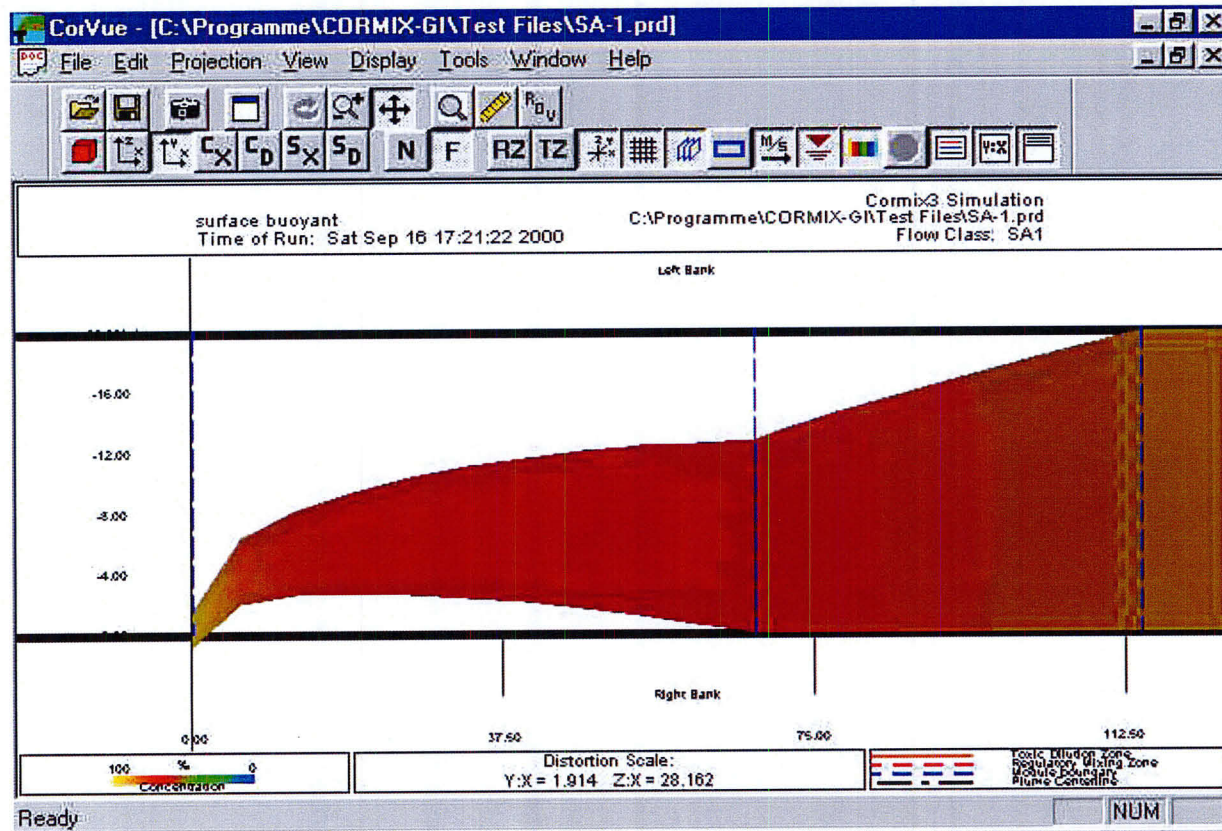 CorVue - [C:\Programme\CORMIX-GI\Test Files\SA-1.prd]
File Edit Projection View Display Tools Window Help
N F RZ TZ
surface buoyant
Time of Run: Sat Sep 16 17:21:22 2000
Cormix3 Simulation
C:\Programme\CORMIX-GI\Test Files\SA-1.prd
Flow Class: SA1
Left Bank
-16.00
-12.00
-8.00
-4.00
Right Bank
0.00 37.50 75.00 112.50
100 % 0
Concentration
Distortion Scale:
Y:X = 1.914 Z:X = 28.162
Toxic Dilution Zone
Regulatory Mixing Zone
Module Boundary
Plume Centerline
Ready
NUM